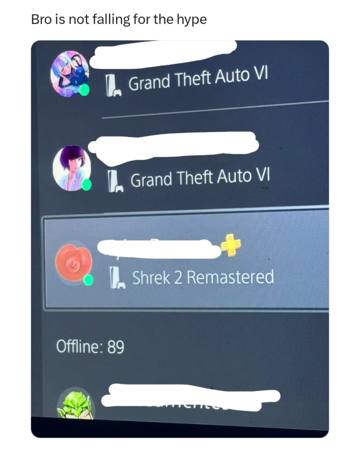 Bro is not falling for the hype
Grand Theft Auto VI
Grand Theft Auto VI
Shrek 2 Remastered
Offline: 89